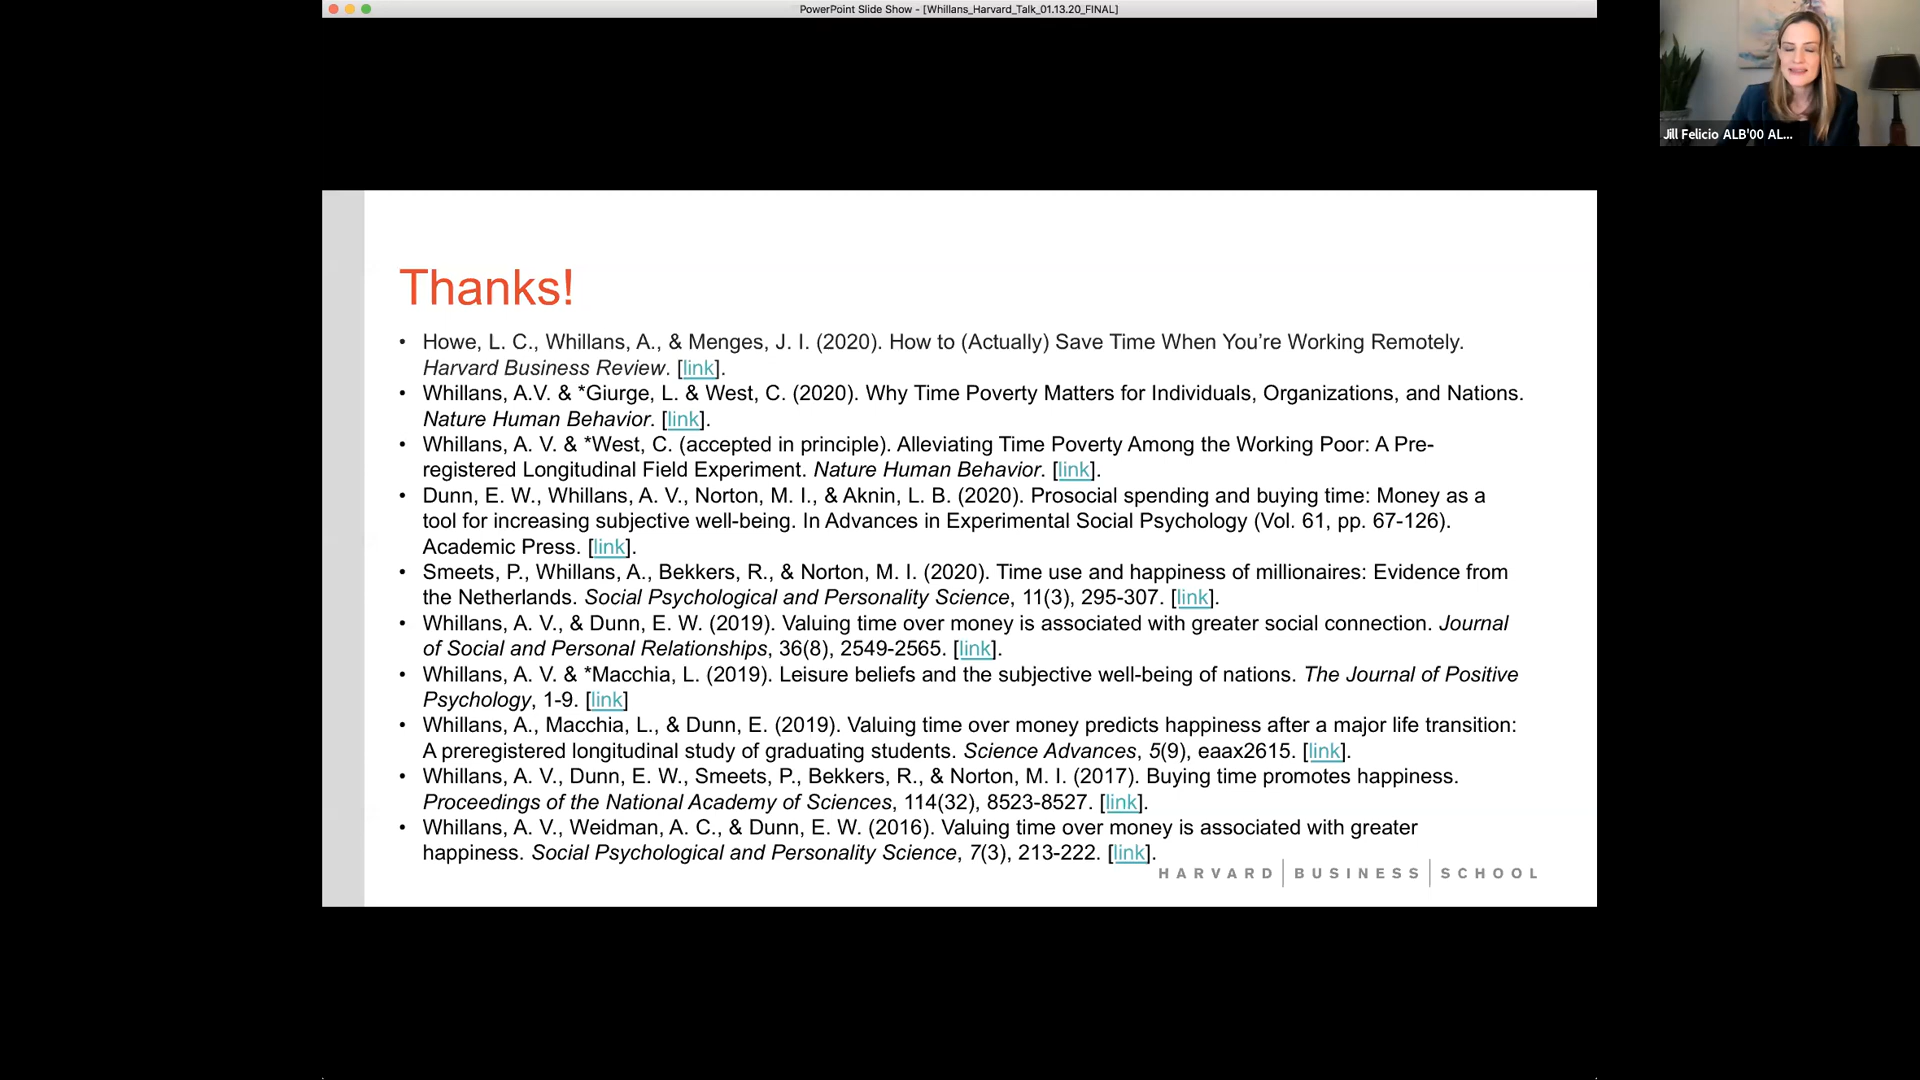 PowerPoint Slide Show - [Whillans_Harvard_Talk_01.13.20_FINAL]
Jill Felicio ALB'00 AL...
Thanks!
• Howe, L. C., Whillans, A., & Menges, J. I. (2020). How to (Actually) Save Time When You’re Working Remotely.
Harvard Business Review. [link].
• Whillans, A.V. & *Giurge, L. & West, C. (2020). Why Time Poverty Matters for Individuals, Organizations, and Nations.
Nature Human Behavior. [link].
• Whillans, A. V. & *West, C. (accepted in principle). Alleviating Time Poverty Among the Working Poor: A Pre-
registered Longitudinal Field Experiment. Nature Human Behavior. [link].
• Dunn, E. W., Whillans, A. V., Norton, M. I., & Aknin, L. B. (2020). Prosocial spending and buying time: Money as a
tool for increasing subjective well-being. In Advances in Experimental Social Psychology (Vol. 61, pp. 67-126).
Academic Press. [link].
• Smeets, P., Whillans, A., Bekkers, R., & Norton, M. I. (2020). Time use and happiness of millionaires: Evidence from
the Netherlands. Social Psychological and Personality Science, 11(3), 295-307. [link].
• Whillans, A. V., & Dunn, E. W. (2019). Valuing time over money is associated with greater social connection. Journal
of Social and Personal Relationships, 36(8), 2549-2565. [link].
• Whillans, A. V. & *Macchia, L. (2019). Leisure beliefs and the subjective well-being of nations. The Journal of Positive
Psychology, 1-9. [link]
• Whillans, A., Macchia, L., & Dunn, E. (2019). Valuing time over money predicts happiness after a major life transition:
A preregistered longitudinal study of graduating students. Science Advances, 5(9), eaax2615. [link].
• Whillans, A. V., Dunn, E. W., Smeets, P., Bekkers, R., & Norton, M. I. (2017). Buying time promotes happiness.
Proceedings of the National Academy of Sciences, 114(32), 8523-8527. [link].
• Whillans, A. V., Weidman, A. C., & Dunn, E. W. (2016). Valuing time over money is associated with greater
happiness. Social Psychological and Personality Science, 7(3), 213-222. [link].
HARVARD | BUSINESS | SCHOOL